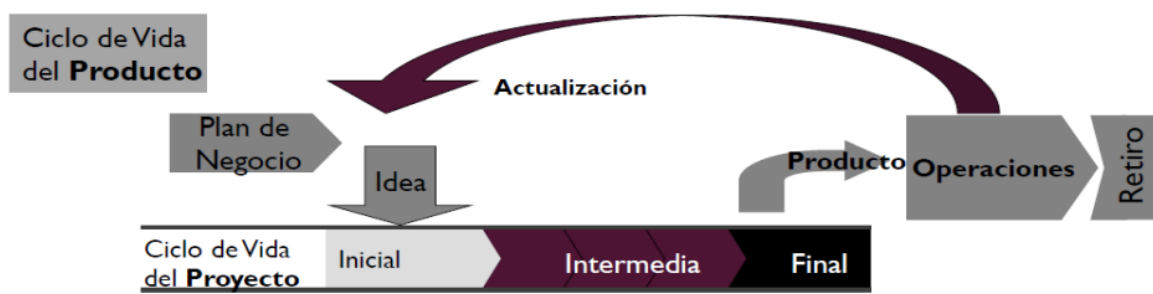 Ciclo de Vida
del Producto
Actualización
Plan de
Negocio
Idea
Producto
Operaciones
Retiro
Ciclo de Vida
del Proyecto
Inicial
Intermedia
Final